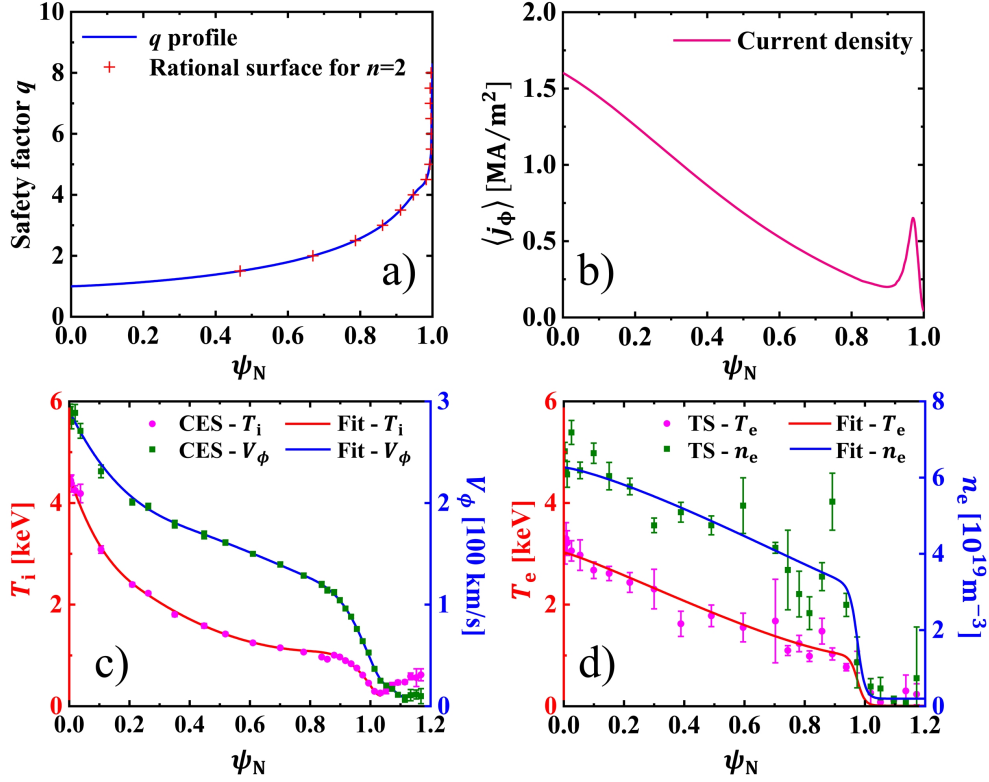 10
8
6
4
2
0
Safety factor q
q profile
Rational surface for n=2
a)
0.0 0.2 0.4 0.6 0.8 1.0
ψN
2.0
1.5
1.0
0.5
0.0
⟨jϕ⟩ [MA/m²]
Current density
b)
0.0 0.2 0.4 0.6 0.8 1.0
ψN
6
4
2
0
Ti [keV]
CES - Ti Fit - Ti
CES - Vϕ Fit - Vϕ
c)
3
2
1
0
Vϕ [100 km/s]
0.0 0.2 0.4 0.6 0.8 1.0 1.2
ψN
6
4
2
0
Te [keV]
TS - Te Fit - Te
TS - ne Fit - ne
d)
8
6
4
2
0
ne [10¹⁹m⁻³]
0.0 0.2 0.4 0.6 0.8 1.0 1.2
ψN